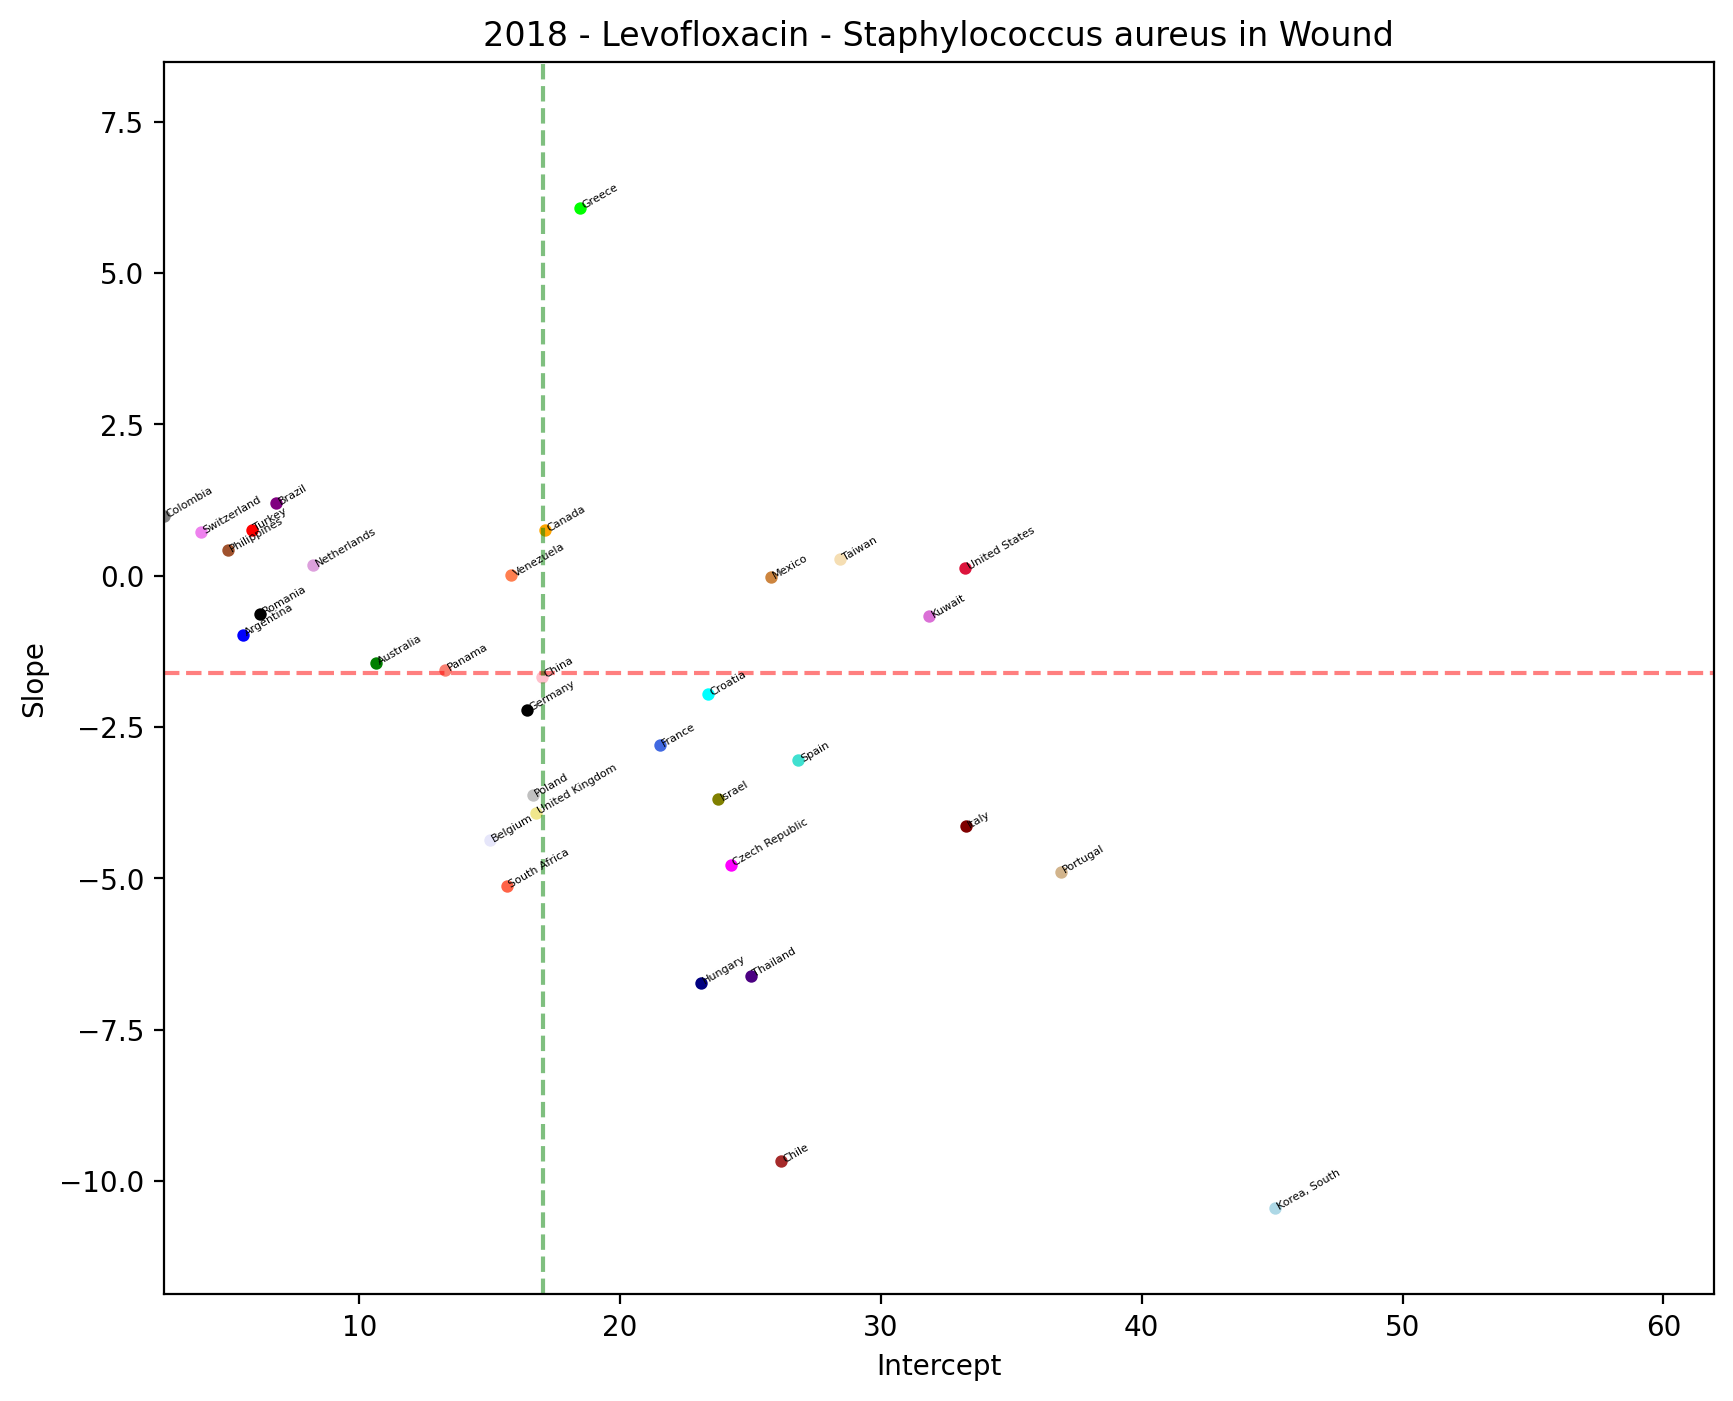 2018 - Levofloxacin - Staphylococcus aureus in Wound
7.5
5.0
2.5
0.0
−2.5
−5.0
−7.5
−10.0
Slope
Greece
Colombia
Switzerland
Brazil
Turkey
Philippines
Netherlands
Canada
Venezuela
Mexico
Taiwan
United States
Kuwait
Romania
Argentina
Australia
Panama
China
Germany
Croatia
France
Spain
Poland
United Kingdom
Israel
Belgium
Italy
Czech Republic
South Africa
Portugal
Hungary
Thailand
Chile
Korea, South
10
20
30
40
50
60
Intercept